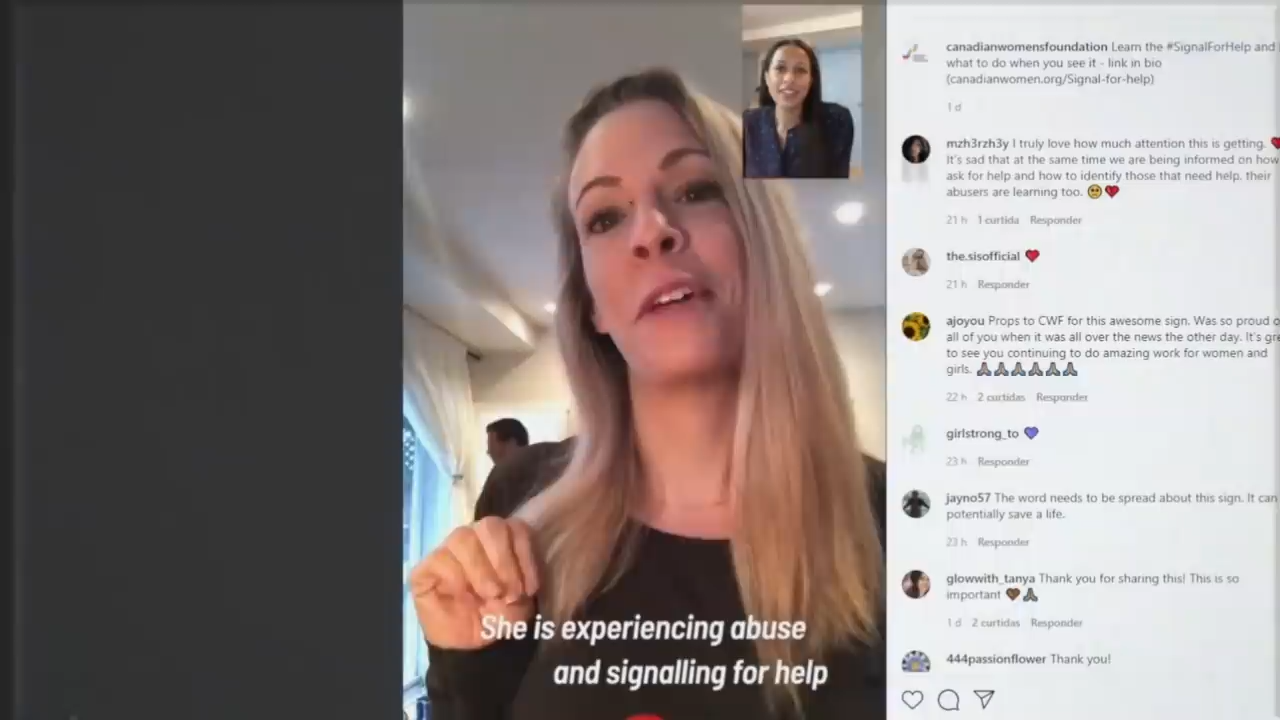 She is experiencing abuse
and signalling for help
canadianwomensfoundation Learn the #SignalForHelp and
what to do when you see it - link in bio
(canadianwomen.org/Signal-for-help)
1 d
mzh3rzh3y I truly love how much attention this is getting. ❤
It's sad that at the same time we are being informed on how
ask for help and how to identify those that need help. their
abusers are learning too. 🥺❤
21 h 1 curtida Responder
the.sisofficial ❤
21 h Responder
ajoyou Props to CWF for this awesome sign. Was so proud
all of you when it was all over the news the other day. It's
to see you continuing to do amazing work for women and
girls. 🙏🙏🙏🙏🙏🙏
22 h 2 curtidas Responder
girlstrong_to 💜
23 h Responder
jayno57 The word needs to be spread about this sign. It can
potentially save a life.
23 h Responder
glowwith_tanya Thank you for sharing this! This is so
important 🤎🙏
1 d 2 curtidas Responder
444passionflower Thank you!